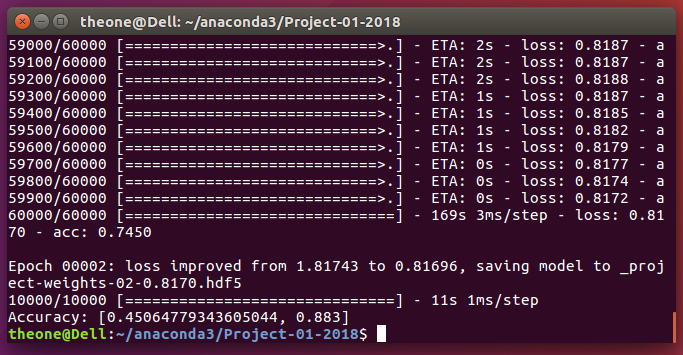 theone@Dell: ~/anaconda3/Project-01-2018
59000/60000 [=============================>.] - ETA: 2s - loss: 0.8187 - a
59100/60000 [=============================>.] - ETA: 2s - loss: 0.8187 - a
59200/60000 [=============================>.] - ETA: 2s - loss: 0.8188 - a
59300/60000 [=============================>.] - ETA: 1s - loss: 0.8187 - a
59400/60000 [=============================>.] - ETA: 1s - loss: 0.8185 - a
59500/60000 [=============================>.] - ETA: 1s - loss: 0.8182 - a
59600/60000 [=============================>.] - ETA: 1s - loss: 0.8179 - a
59700/60000 [=============================>.] - ETA: 0s - loss: 0.8177 - a
59800/60000 [=============================>.] - ETA: 0s - loss: 0.8174 - a
59900/60000 [=============================>.] - ETA: 0s - loss: 0.8172 - a
60000/60000 [==============================] - 169s 3ms/step - loss: 0.81
70 - acc: 0.7450
Epoch 00002: loss improved from 1.81743 to 0.81696, saving model to _proj
ect-weights-02-0.8170.hdf5
10000/10000 [==============================] - 11s 1ms/step
Accuracy: [0.45064779343605044, 0.883]
theone@Dell:~/anaconda3/Project-01-2018$